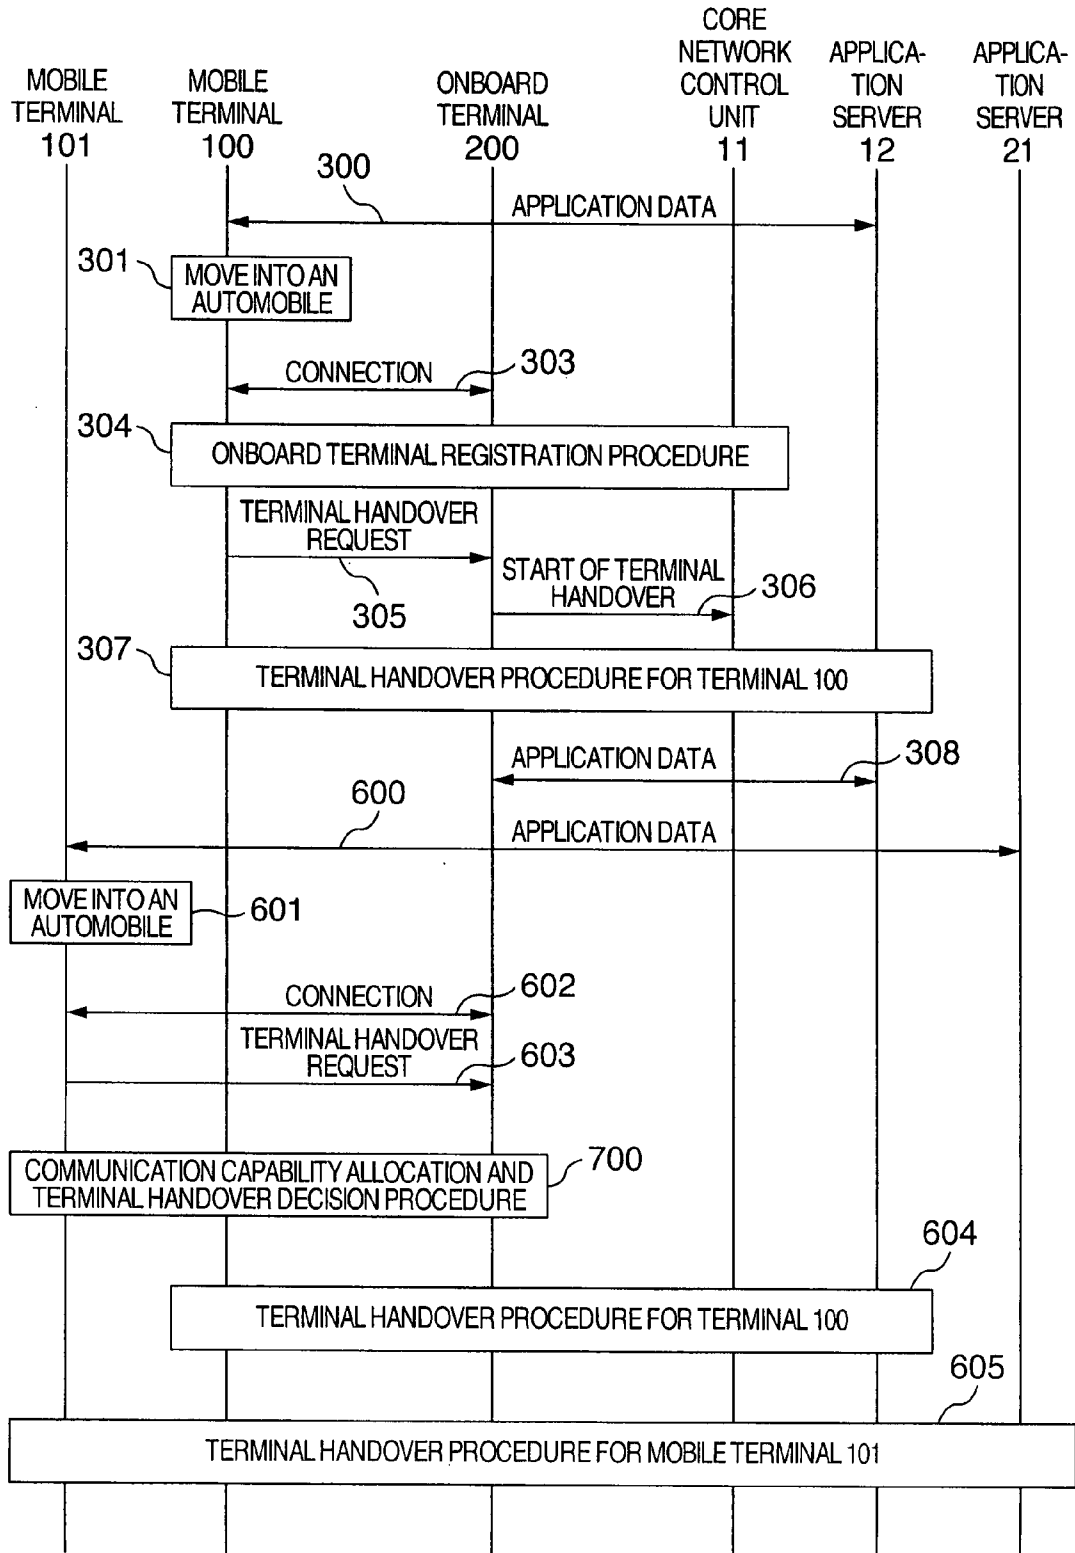 MOBILE
TERMINAL
101
MOBILE
TERMINAL
100
ONBOARD
TERMINAL
200
CORE
NETWORK
CONTROL
UNIT
11
APPLICA-
TION
SERVER
12
APPLICA-
TION
SERVER
21
300
APPLICATION DATA
301
MOVE INTO AN
AUTOMOBILE
CONNECTION
303
304
ONBOARD TERMINAL REGISTRATION PROCEDURE
TERMINAL HANDOVER
REQUEST
305
START OF TERMINAL
HANDOVER
306
307
TERMINAL HANDOVER PROCEDURE FOR TERMINAL 100
APPLICATION DATA
308
600
APPLICATION DATA
MOVE INTO AN
AUTOMOBILE
601
CONNECTION
602
TERMINAL HANDOVER
REQUEST
603
COMMUNICATION CAPABILITY ALLOCATION AND
TERMINAL HANDOVER DECISION PROCEDURE
700
604
TERMINAL HANDOVER PROCEDURE FOR TERMINAL 100
605
TERMINAL HANDOVER PROCEDURE FOR MOBILE TERMINAL 101